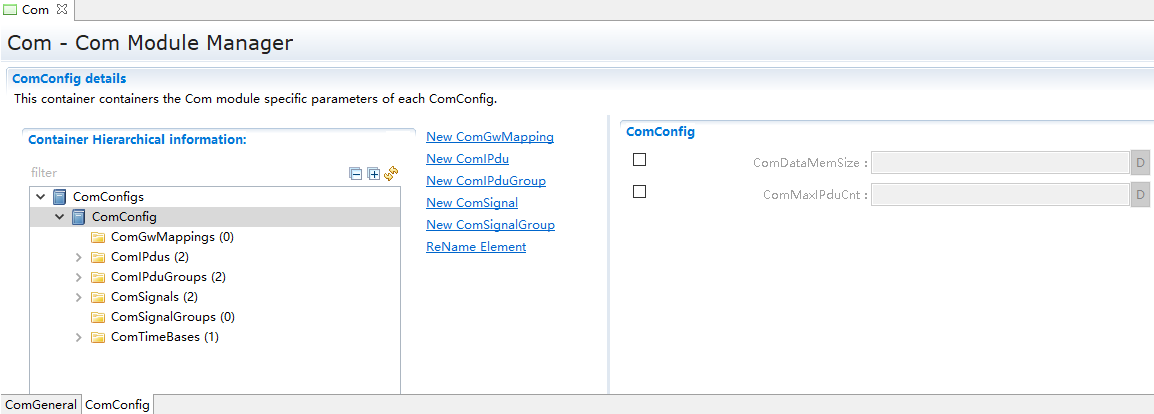 Com
Com - Com Module Manager
ComConfig details
This container containers the Com module specific parameters of each ComConfig.
Container Hierarchical information:
filter
ComConfigs
ComConfig
ComGwMappings (0)
ComIPdus (2)
ComIPduGroups (2)
ComSignals (2)
ComSignalGroups (0)
ComTimeBases (1)
New ComGwMapping
New ComIPdu
New ComIPduGroup
New ComSignal
New ComSignalGroup
ReName Element
ComConfig
ComDataMemSize : D
ComMaxIPduCnt : D
ComGeneral ComConfig